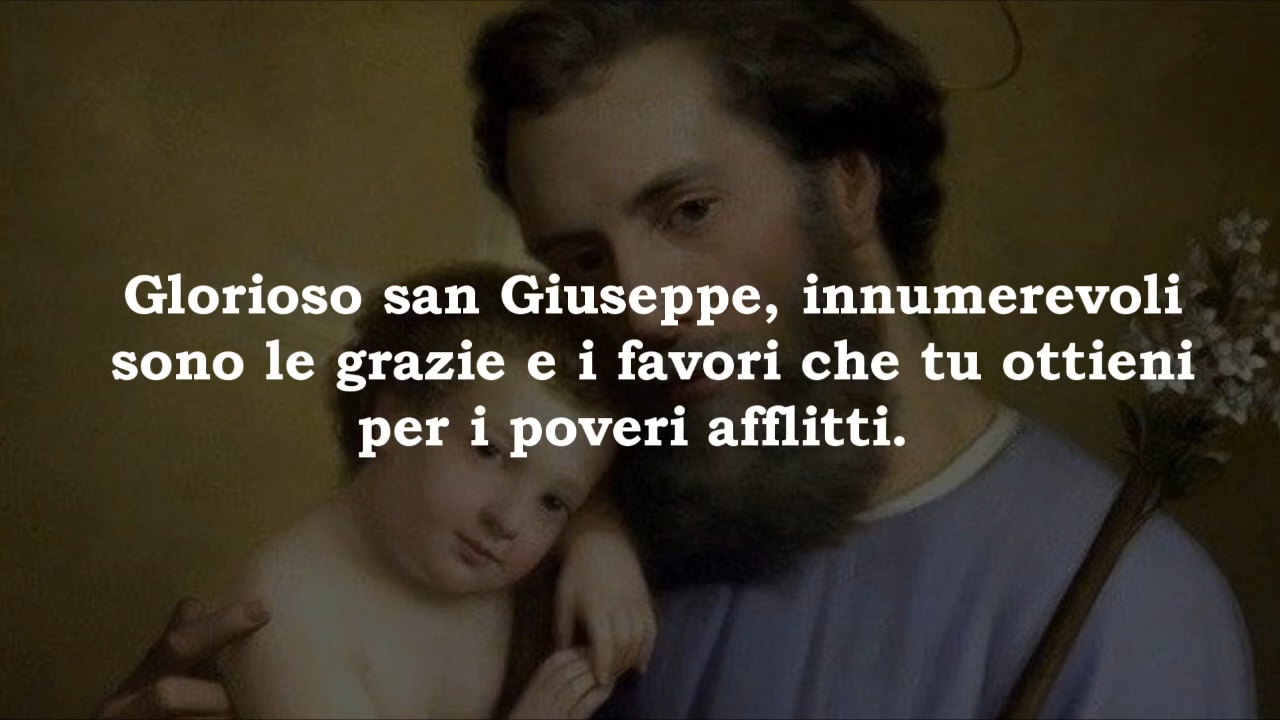 Glorioso san Giuseppe, innumerevoli
sono le grazie e i favori che tu ottieni
per i poveri afflitti.